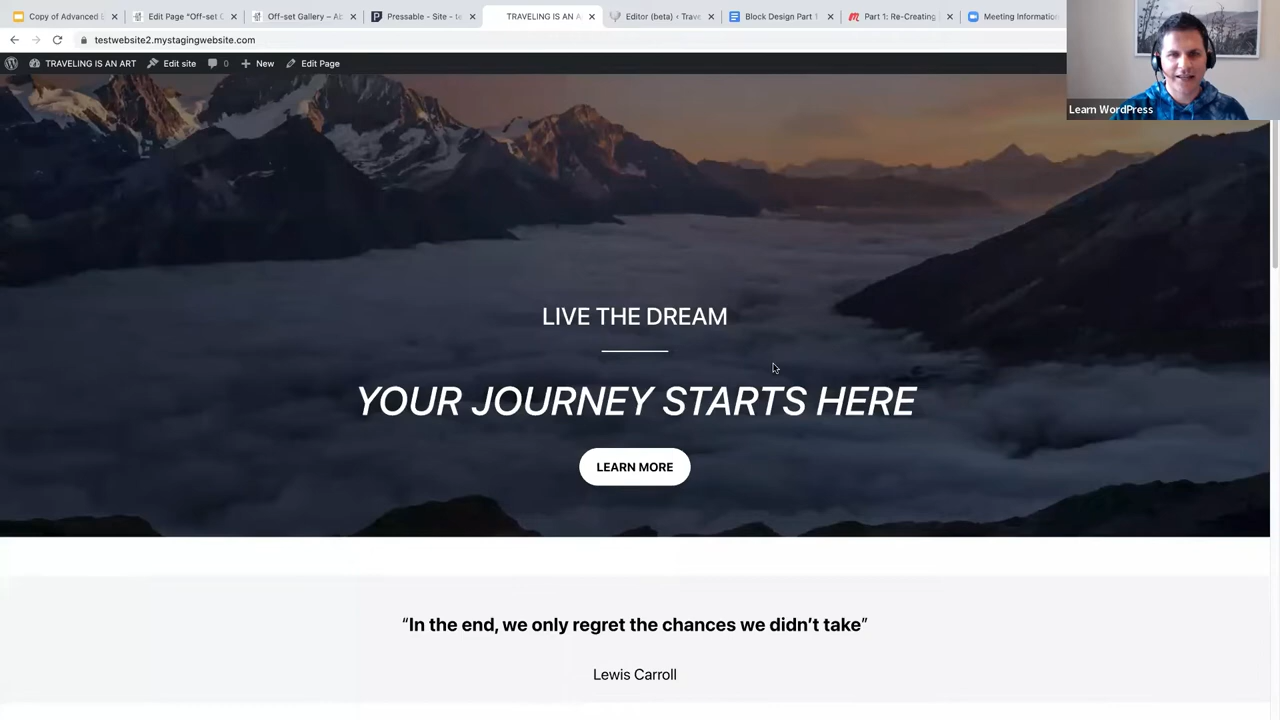 Copy of Advanced E
Edit Page "Off-set C
Off-set Gallery – Ab
Pressable - Site - te
TRAVELING IS AN A
Editor (beta) ‹ Trave
Block Design Part 1
Part 1: Re-Creating
Meeting Information
testwebsite2.mystagingwebsite.com
TRAVELING IS AN ART
Edit site
0
New
Edit Page
Learn WordPress
LIVE THE DREAM
YOUR JOURNEY STARTS HERE
LEARN MORE
“In the end, we only regret the chances we didn’t take”
Lewis Carroll